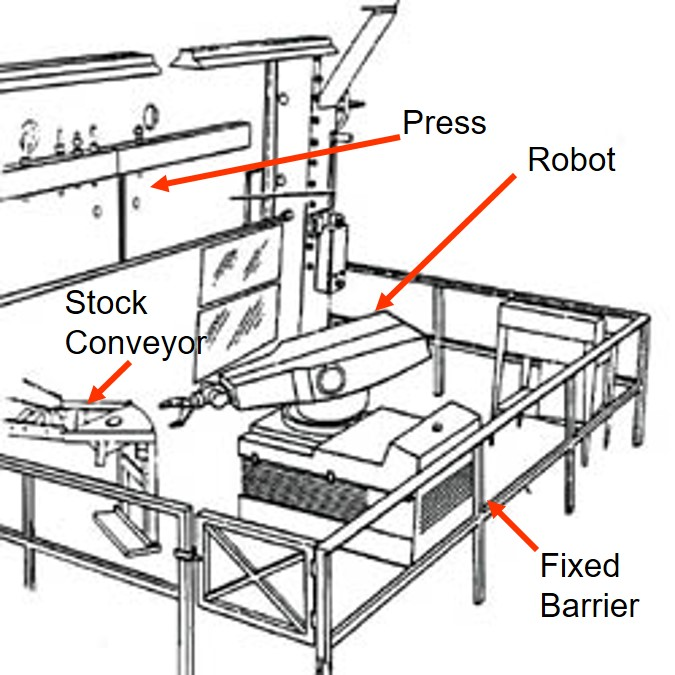 Press
Robot
Stock
Conveyor
Fixed
Barrier